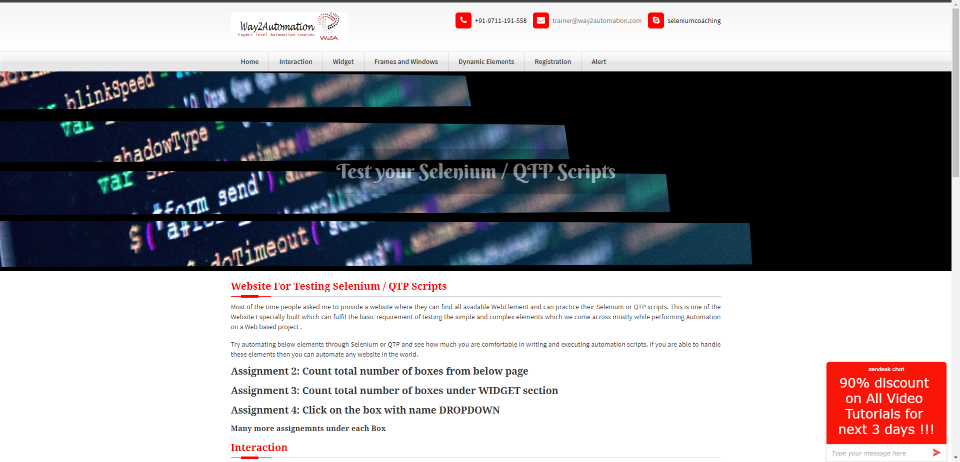 Way2Automation
Expert level Automation courses
W2A
+91-9711-191-558
trainer@way2automation.com
seleniumcoaching
Home
Interaction
Widget
Frames and Windows
Dynamic Elements
Registration
Alert
var blinkSpeed =
var
shadowType =
var
$('#form send')
doTimeout('
Test your Selenium / QTP Scripts
Website For Testing Selenium / QTP Scripts
Most of the time people asked me to provide a website where they can find all available WebElement and can practice their Selenium or QTP scripts. This is one of the
Website I specially built which can fulfil the basic requirement of testing the simple and complex elements which we come across mostly while performing Automation
on a Web based project .
Try automating below elements through Selenium or QTP and see how much you are comfortable in writing and executing automation scripts. If you are able to handle
these elements then you can automate any website in the world.
Assignment 2: Count total number of boxes from below page
Assignment 3: Count total number of boxes under WIDGET section
Assignment 4: Click on the box with name DROPDOWN
Many more assignemnts under each Box
Interaction
zendesk chat
90% discount
on All Video
Tutorials for
next 3 days !!!
Type your message here